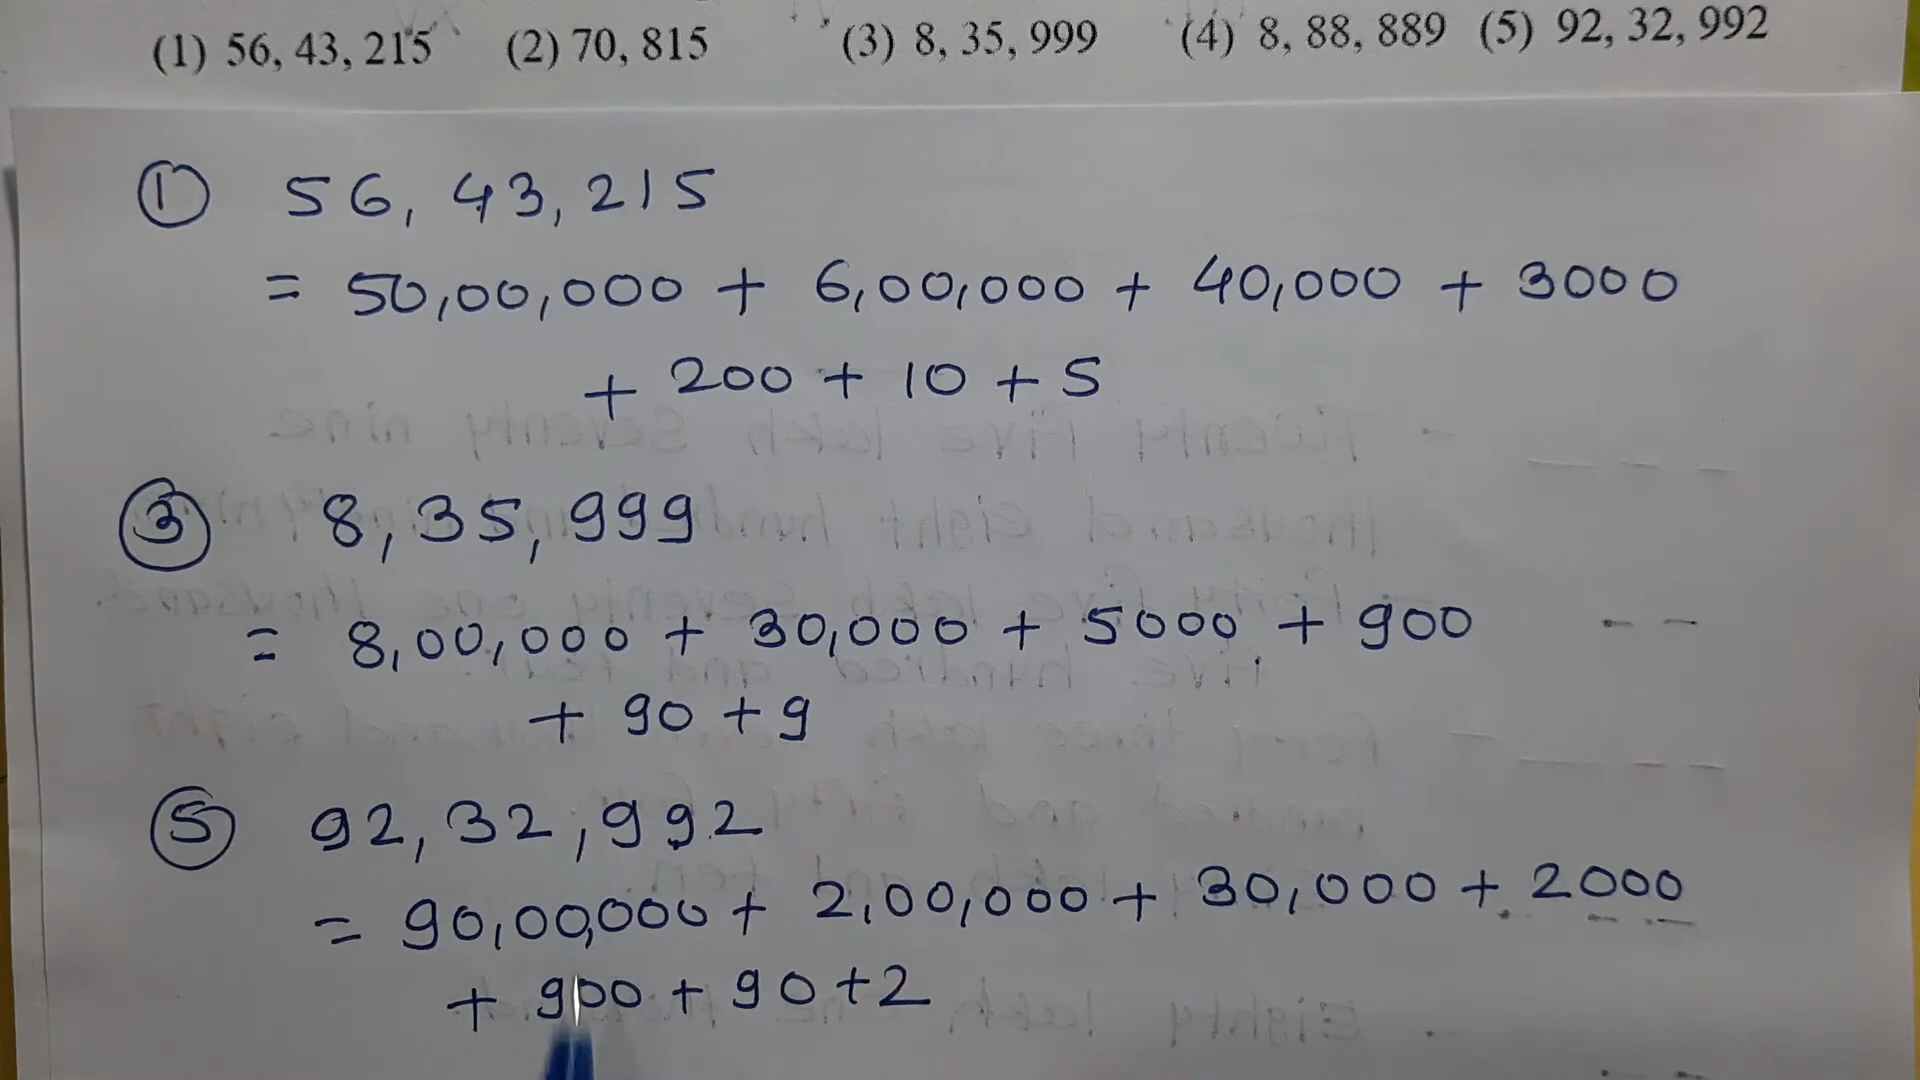 (1) 56, 43, 215 (2) 70, 815 (3) 8, 35, 999 (4) 8, 88, 889 (5) 92, 32, 992
① 56, 43, 215
= 50,00,000 + 6,00,000 + 40,000 + 3000
+ 200 + 10 + 5
③ 8, 35, 999
= 8,00,000 + 30,000 + 5000 + 900
+ 90 + 9
⑤ 92, 32, 992
= 90,00,000 + 2,00,000 + 30,000 + 2000
+ 900 + 90 + 2